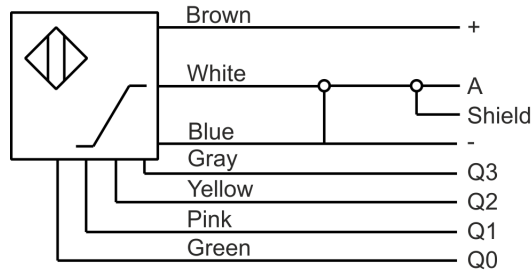 Brown +
White A
Shield
Blue -
Gray Q3
Yellow Q2
Pink Q1
Green Q0